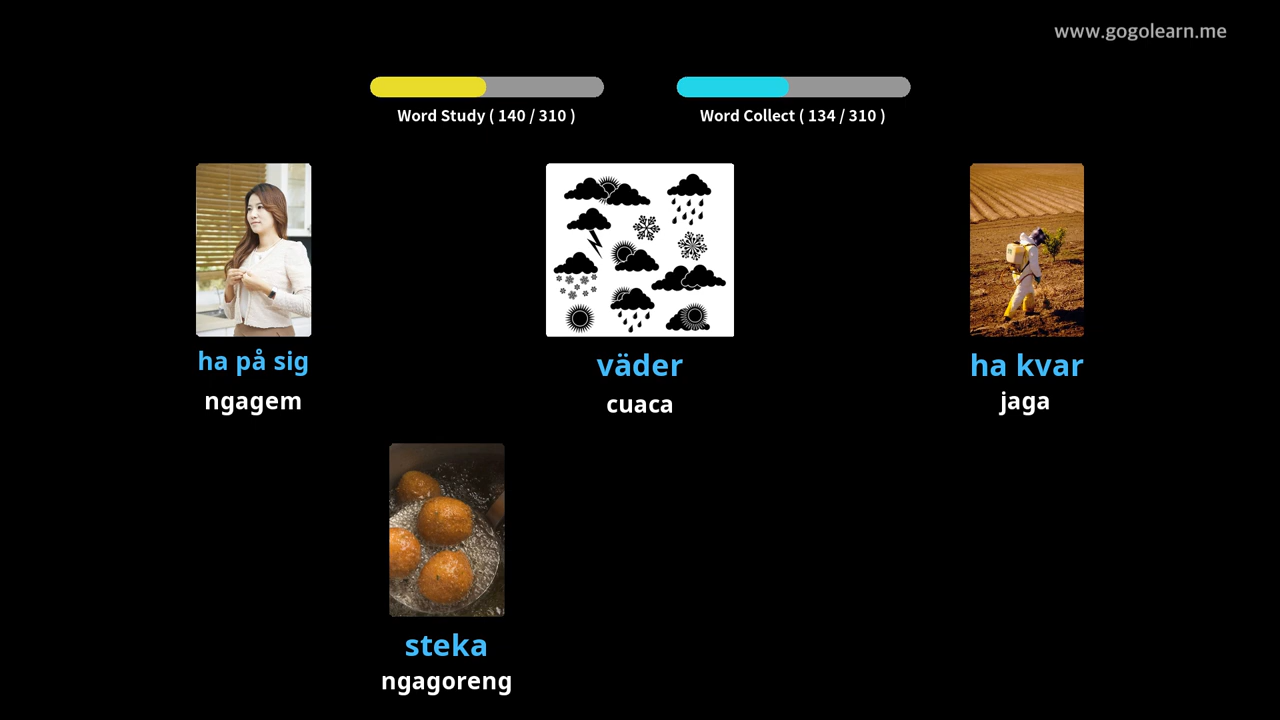 www.gogolearn.me
Word Study ( 140 / 310 )
Word Collect ( 134 / 310 )
ha på sig
ngagem
väder
cuaca
ha kvar
jaga
steka
ngagoreng